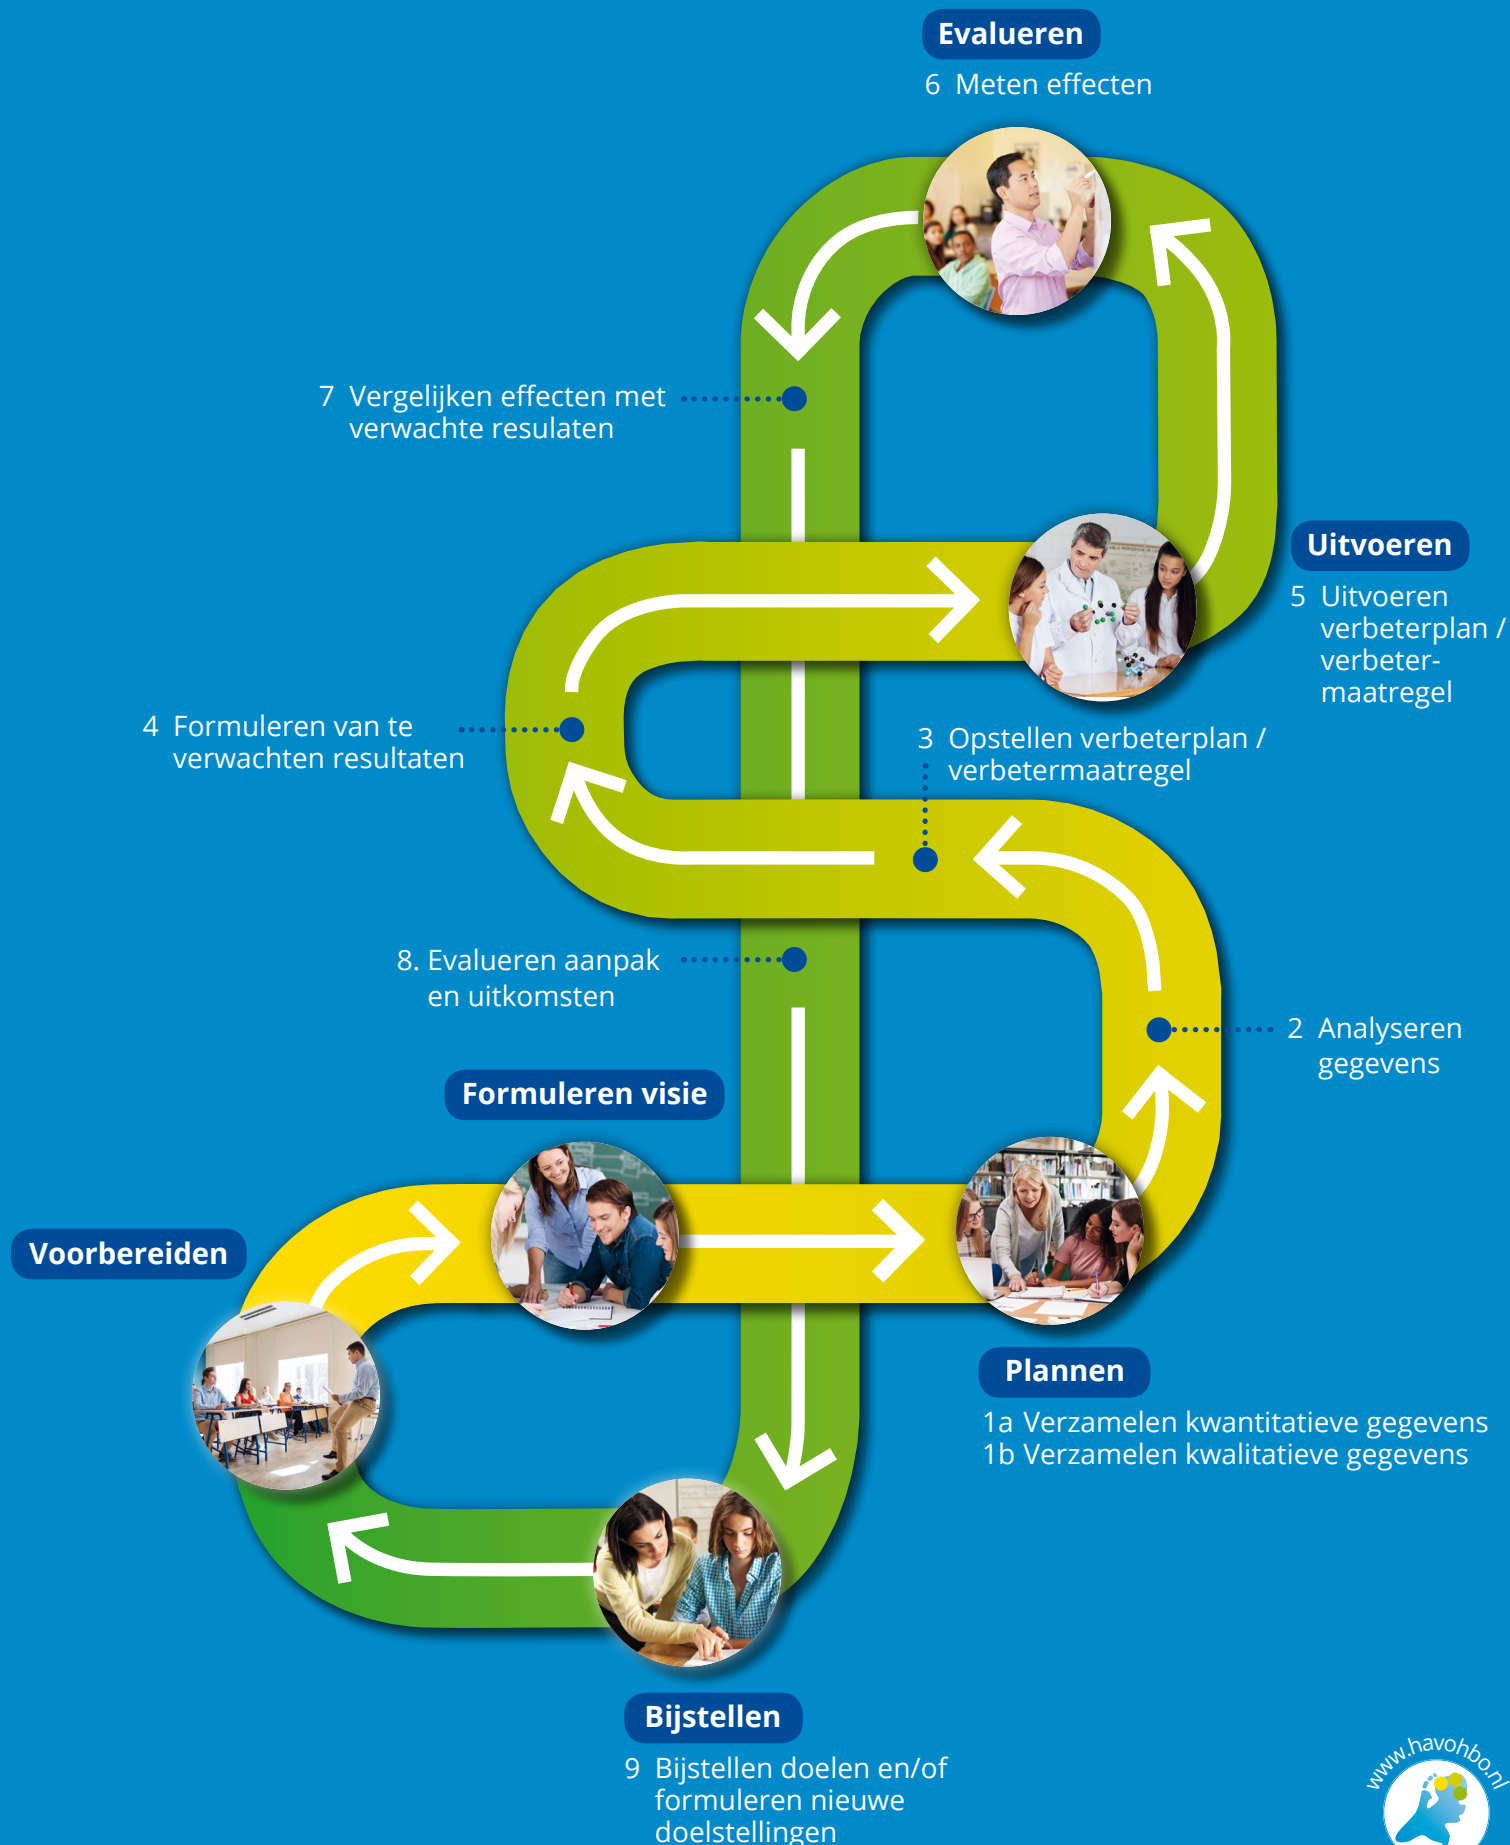 Evalueren
6 Meten effecten
7 Vergelijken effecten met
verwachte resulaten
Uitvoeren
5 Uitvoeren
verbeterplan /
verbeter-
maatregel
4 Formuleren van te
verwachten resultaten
3 Opstellen verbeterplan /
verbetermaatregel
8. Evalueren aanpak
en uitkomsten
2 Analyseren
gegevens
Formuleren visie
Voorbereiden
Plannen
1a Verzamelen kwantitatieve gegevens
1b Verzamelen kwalitatieve gegevens
Bijstellen
9 Bijstellen doelen en/of
formuleren nieuwe
doelstellingen
www.havohbo.nl